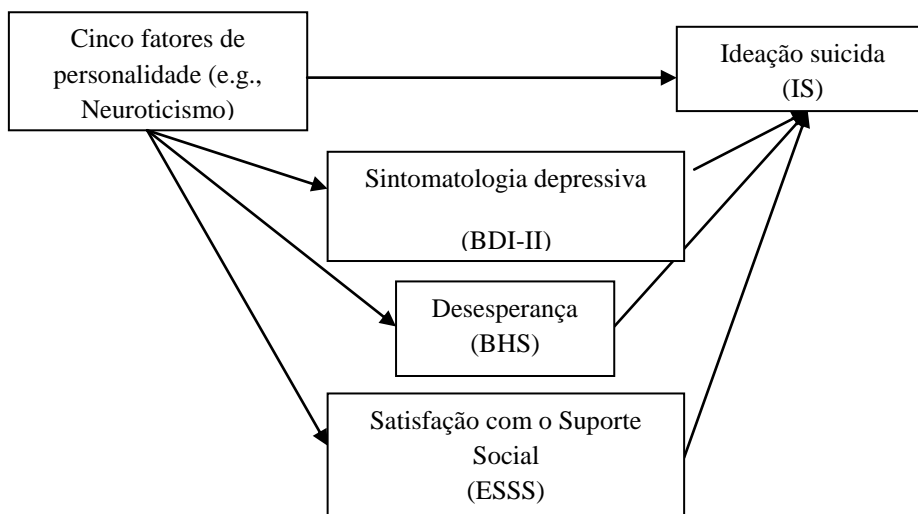 Cinco fatores de
personalidade (e.g.,
Neuroticismo)
Ideação suicida
(IS)
Sintomatologia depressiva
(BDI-II)
Desesperança
(BHS)
Satisfação com o Suporte
Social
(ESSS)